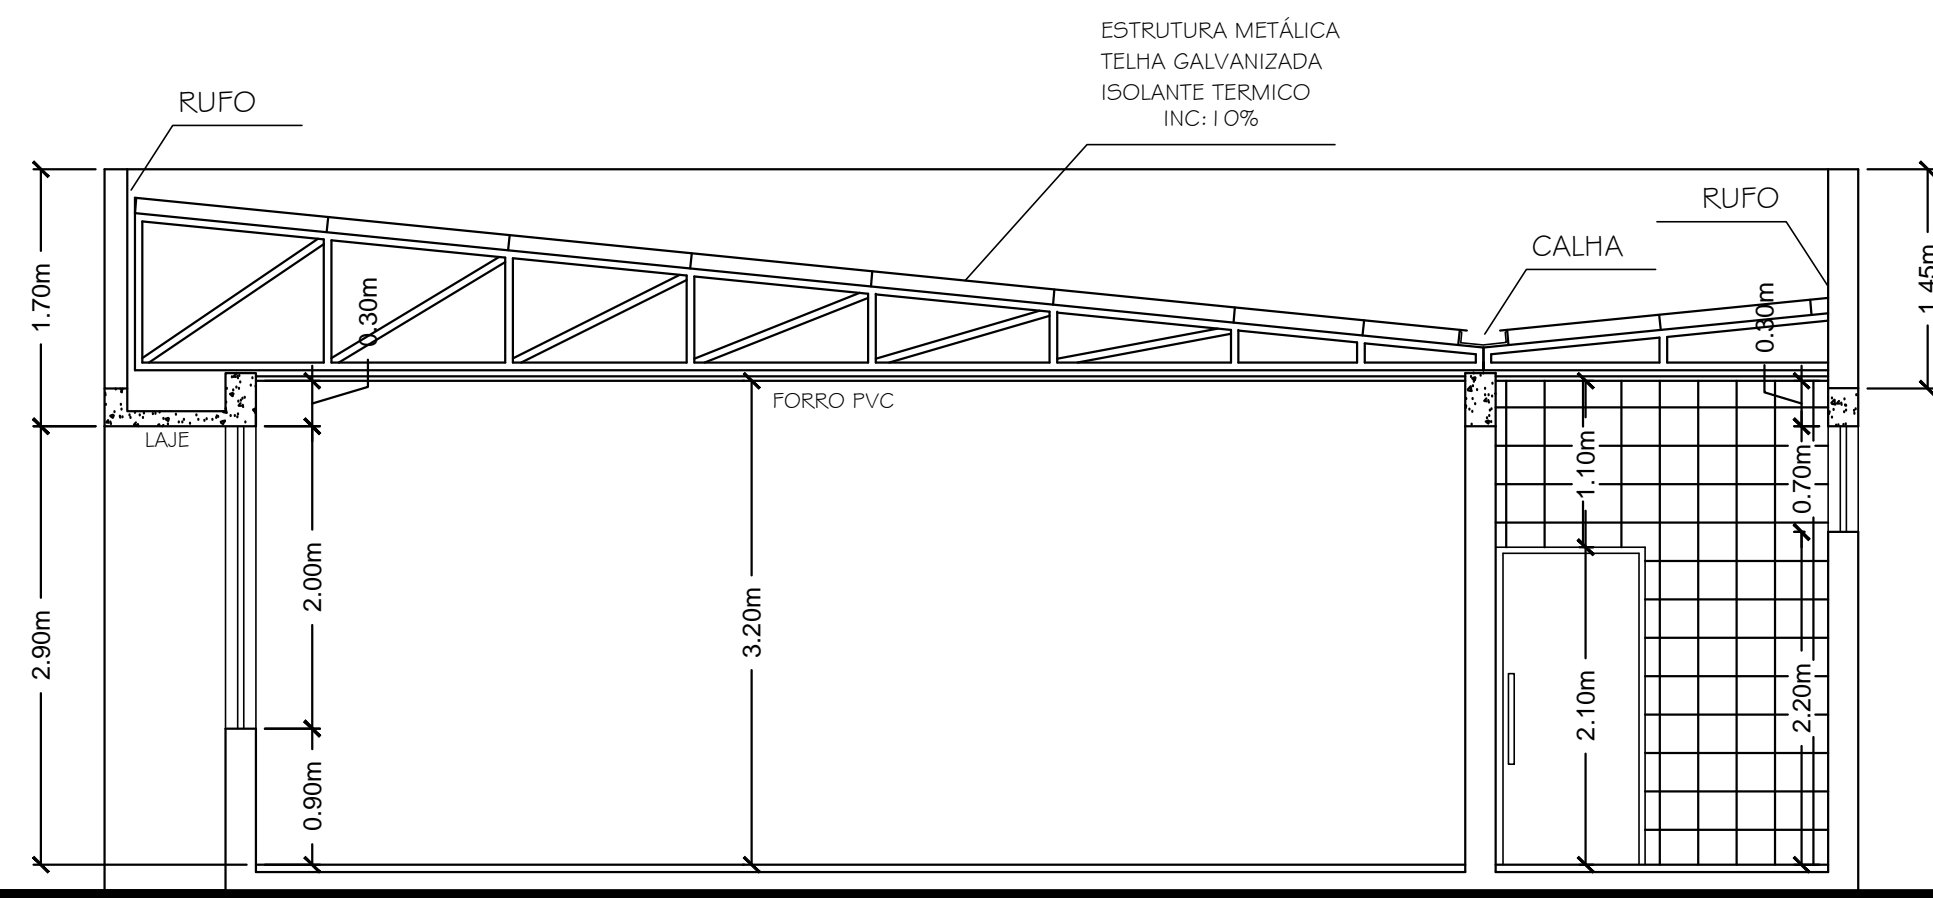 ESTRUTURA METÁLICA
TELHA GALVANIZADA
ISOLANTE TERMICO
INC: 10%
RUFO
RUFO
CALHA
1.70m
0.30m
0.30m
1.45m
FORRO PVC
LAJE
1.10m
0.70m
2.00m
2.90m
3.20m
2.10m
2.20m
0.90m